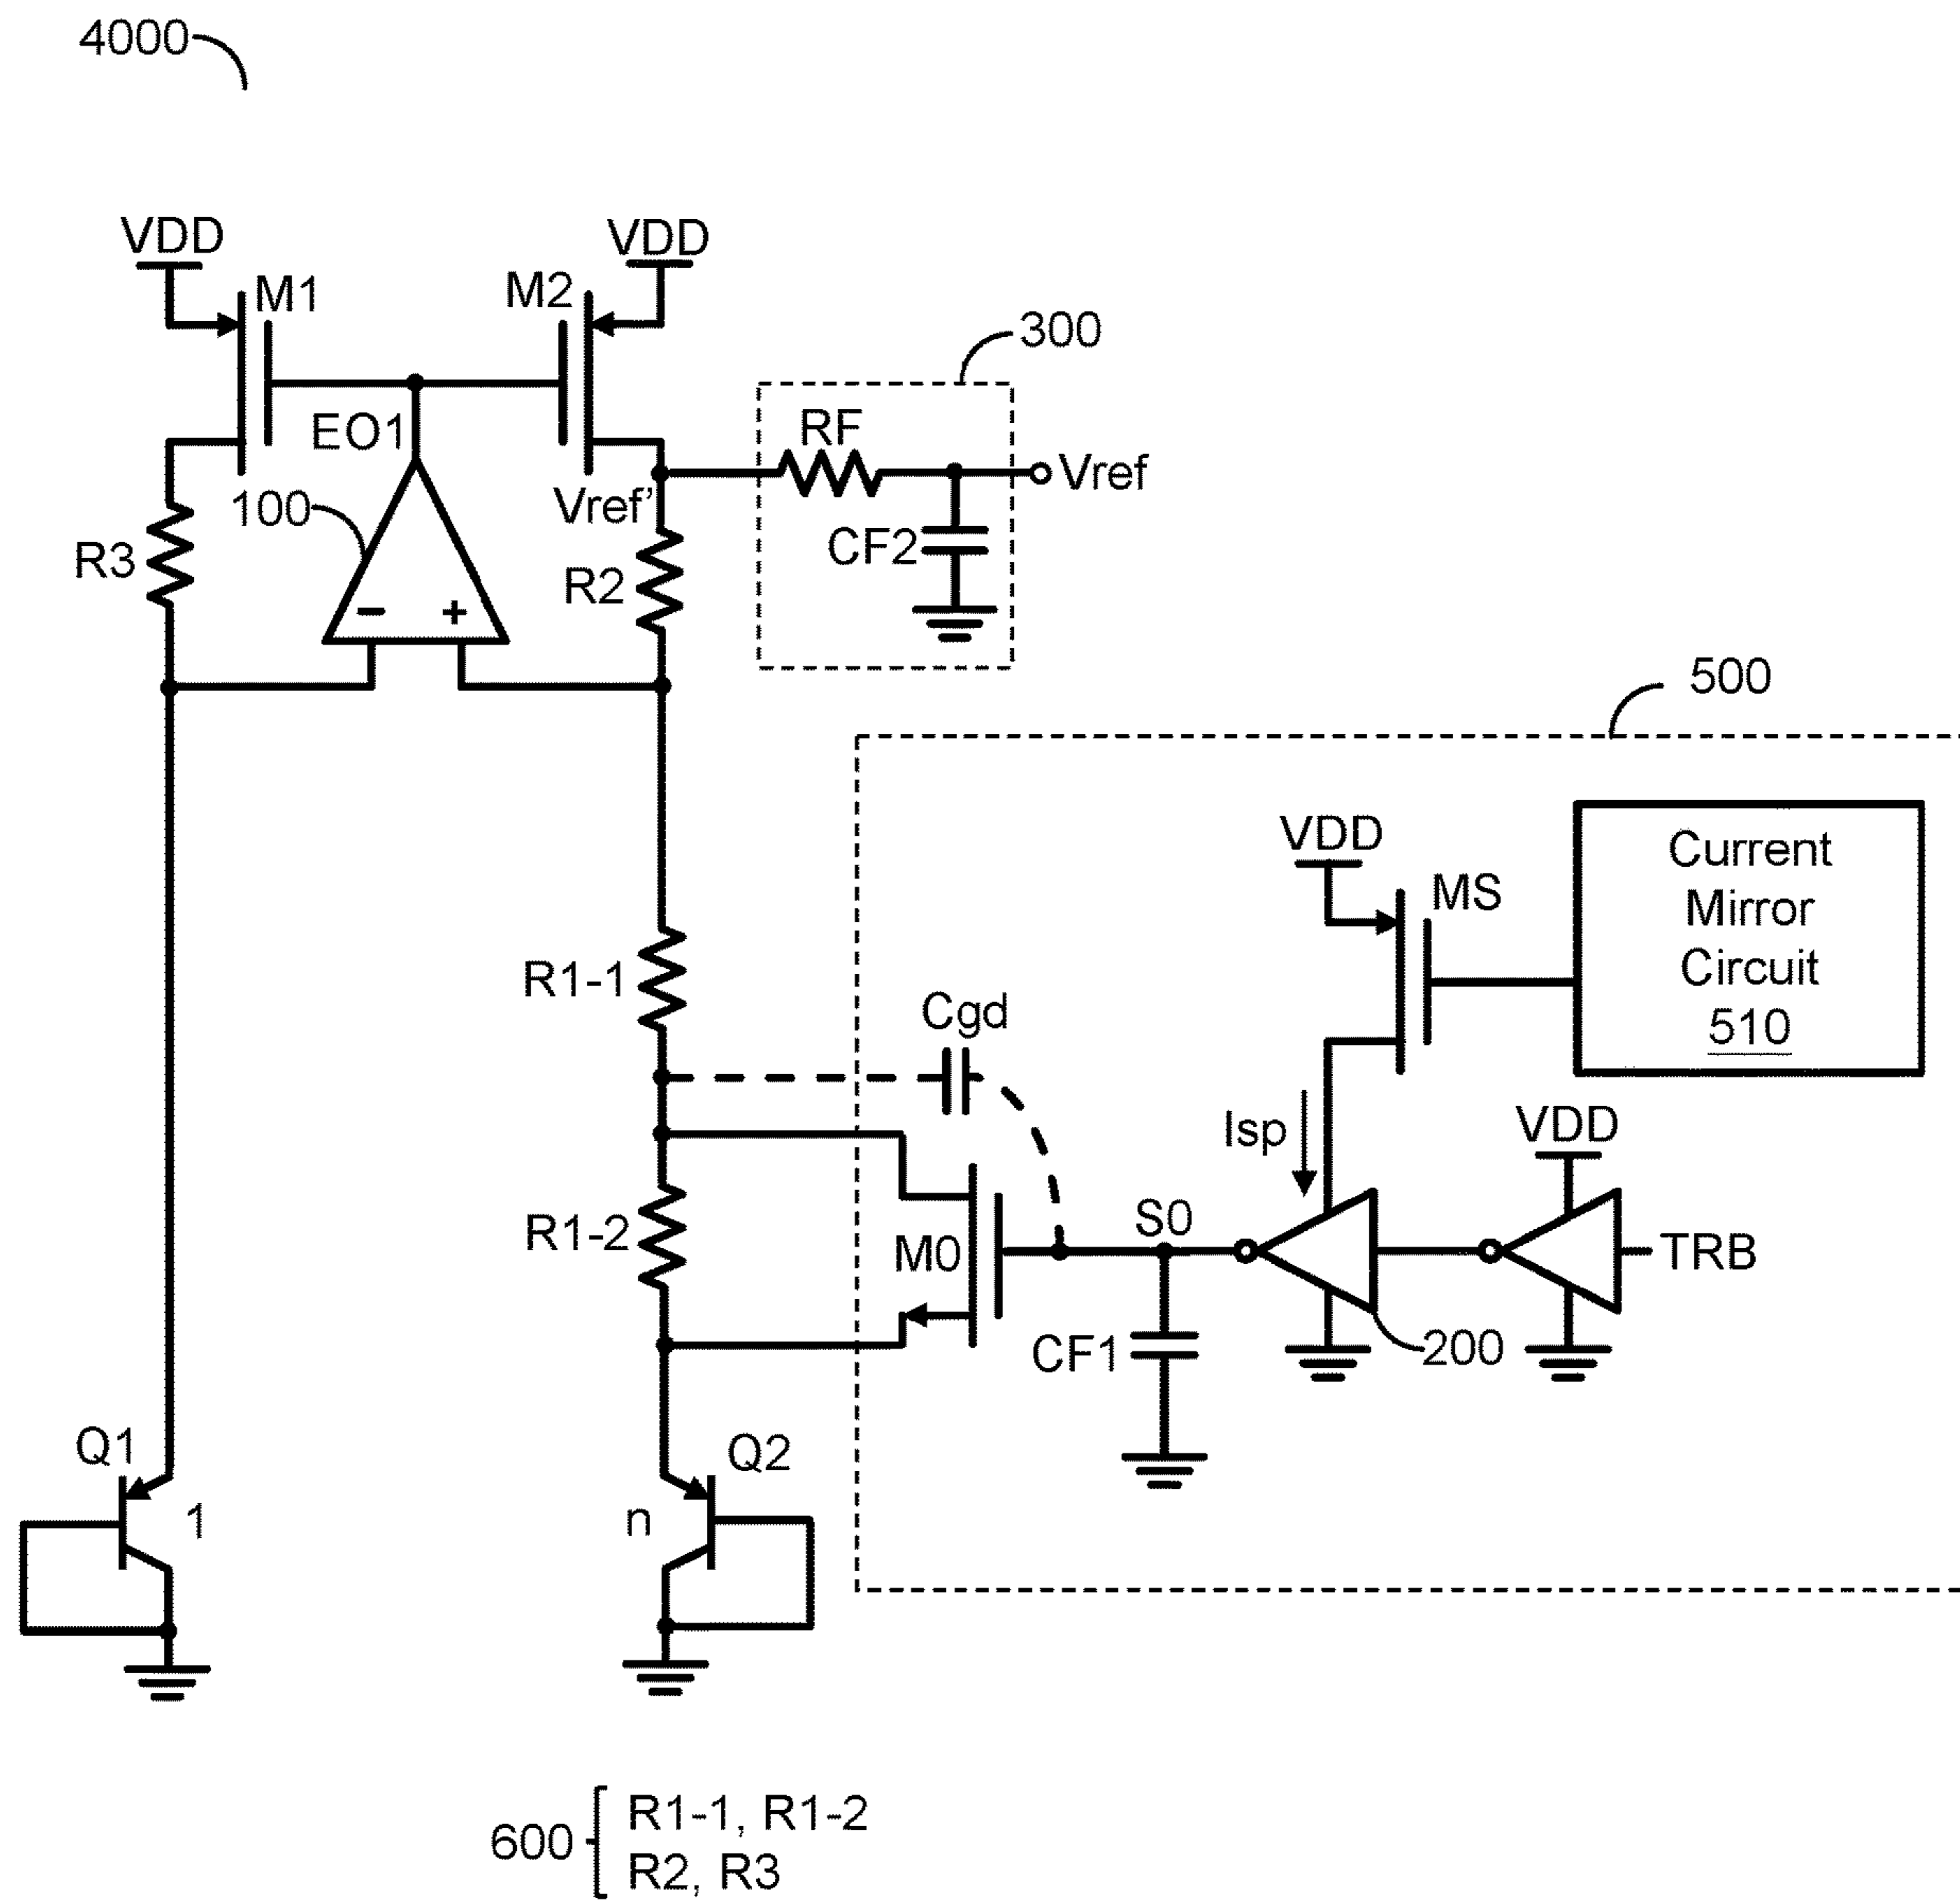 4000
VDD
VDD
M1
M2
300
EO1
RF
Vref
100
Vref'
R3
R2
CF2
-
+
500
VDD
Current
Mirror
Circuit
510
MS
R1-1
Cgd
Isp
VDD
R1-2
M0
S0
TRB
CF1
200
Q1
1
Q2
n
600
R1-1, R1-2
R2, R3